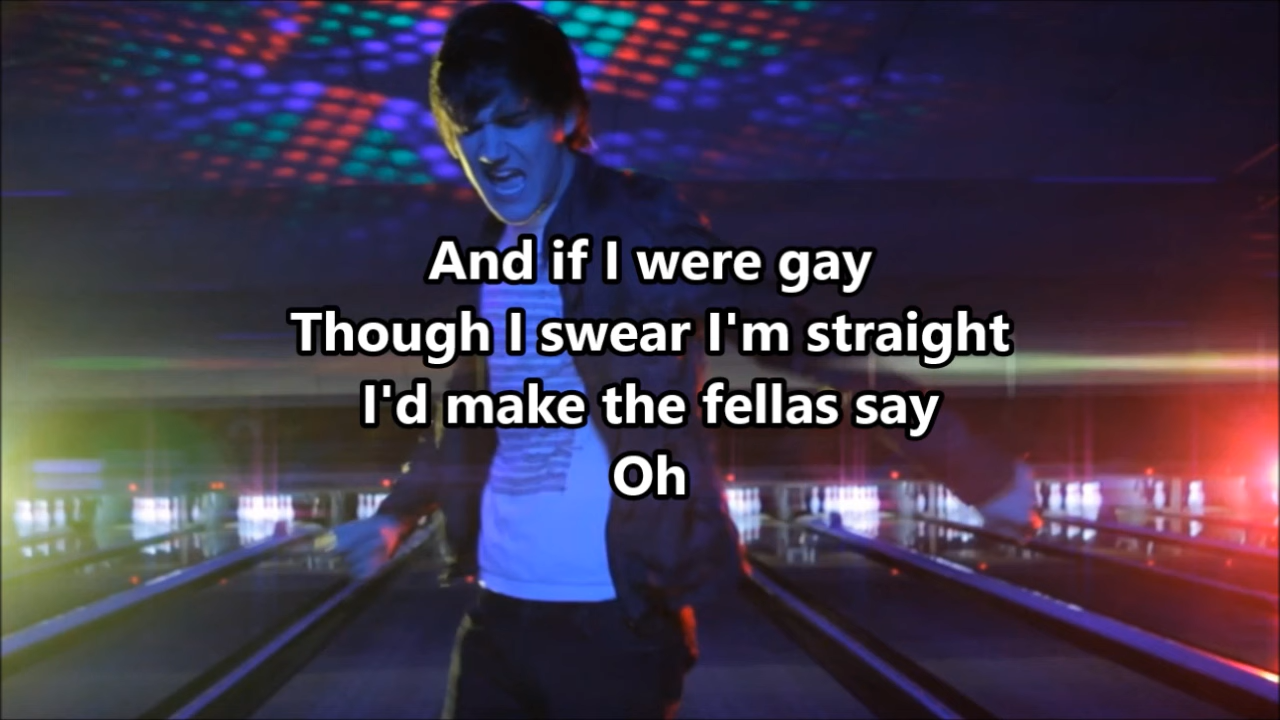 And if I were gay
Though I swear I'm straight
I'd make the fellas say
Oh